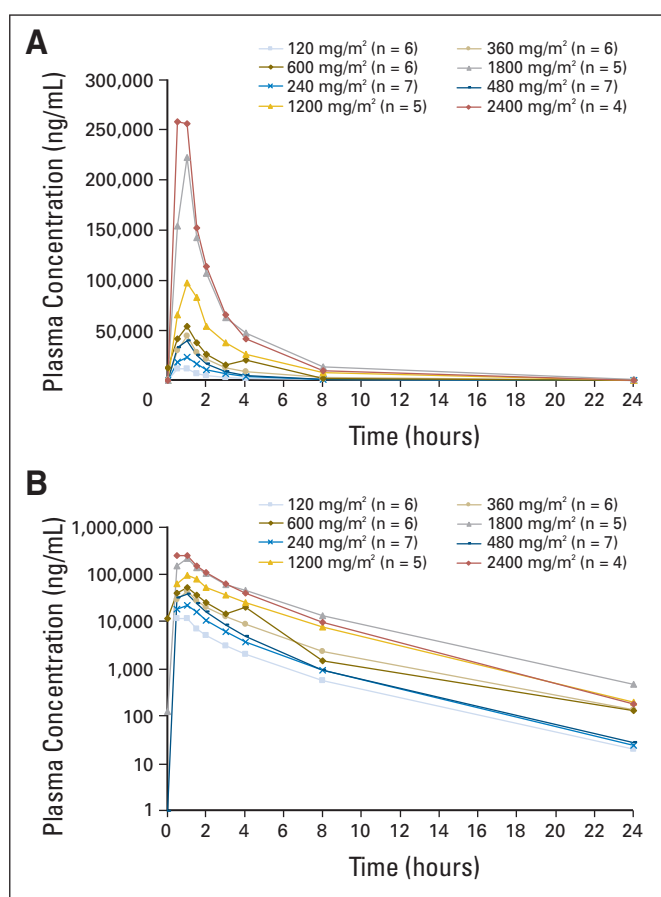 A
120 mg/m² (n = 6) 360 mg/m² (n = 6)
600 mg/m² (n = 6) 1800 mg/m² (n = 5)
240 mg/m² (n = 7) 480 mg/m² (n = 7)
1200 mg/m² (n = 5) 2400 mg/m² (n = 4)
Plasma Concentration (ng/mL)
300,000
250,000
200,000
150,000
100,000
50,000
0 2 4 6 8 10 12 14 16 18 20 22 24
Time (hours)
B
120 mg/m² (n = 6) 360 mg/m² (n = 6)
600 mg/m² (n = 6) 1800 mg/m² (n = 5)
240 mg/m² (n = 7) 480 mg/m² (n = 7)
1200 mg/m² (n = 5) 2400 mg/m² (n = 4)
Plasma Concentration (ng/mL)
1,000,000
100,000
10,000
1,000
100
10
1
0 2 4 6 8 10 12 14 16 18 20 22 24
Time (hours)